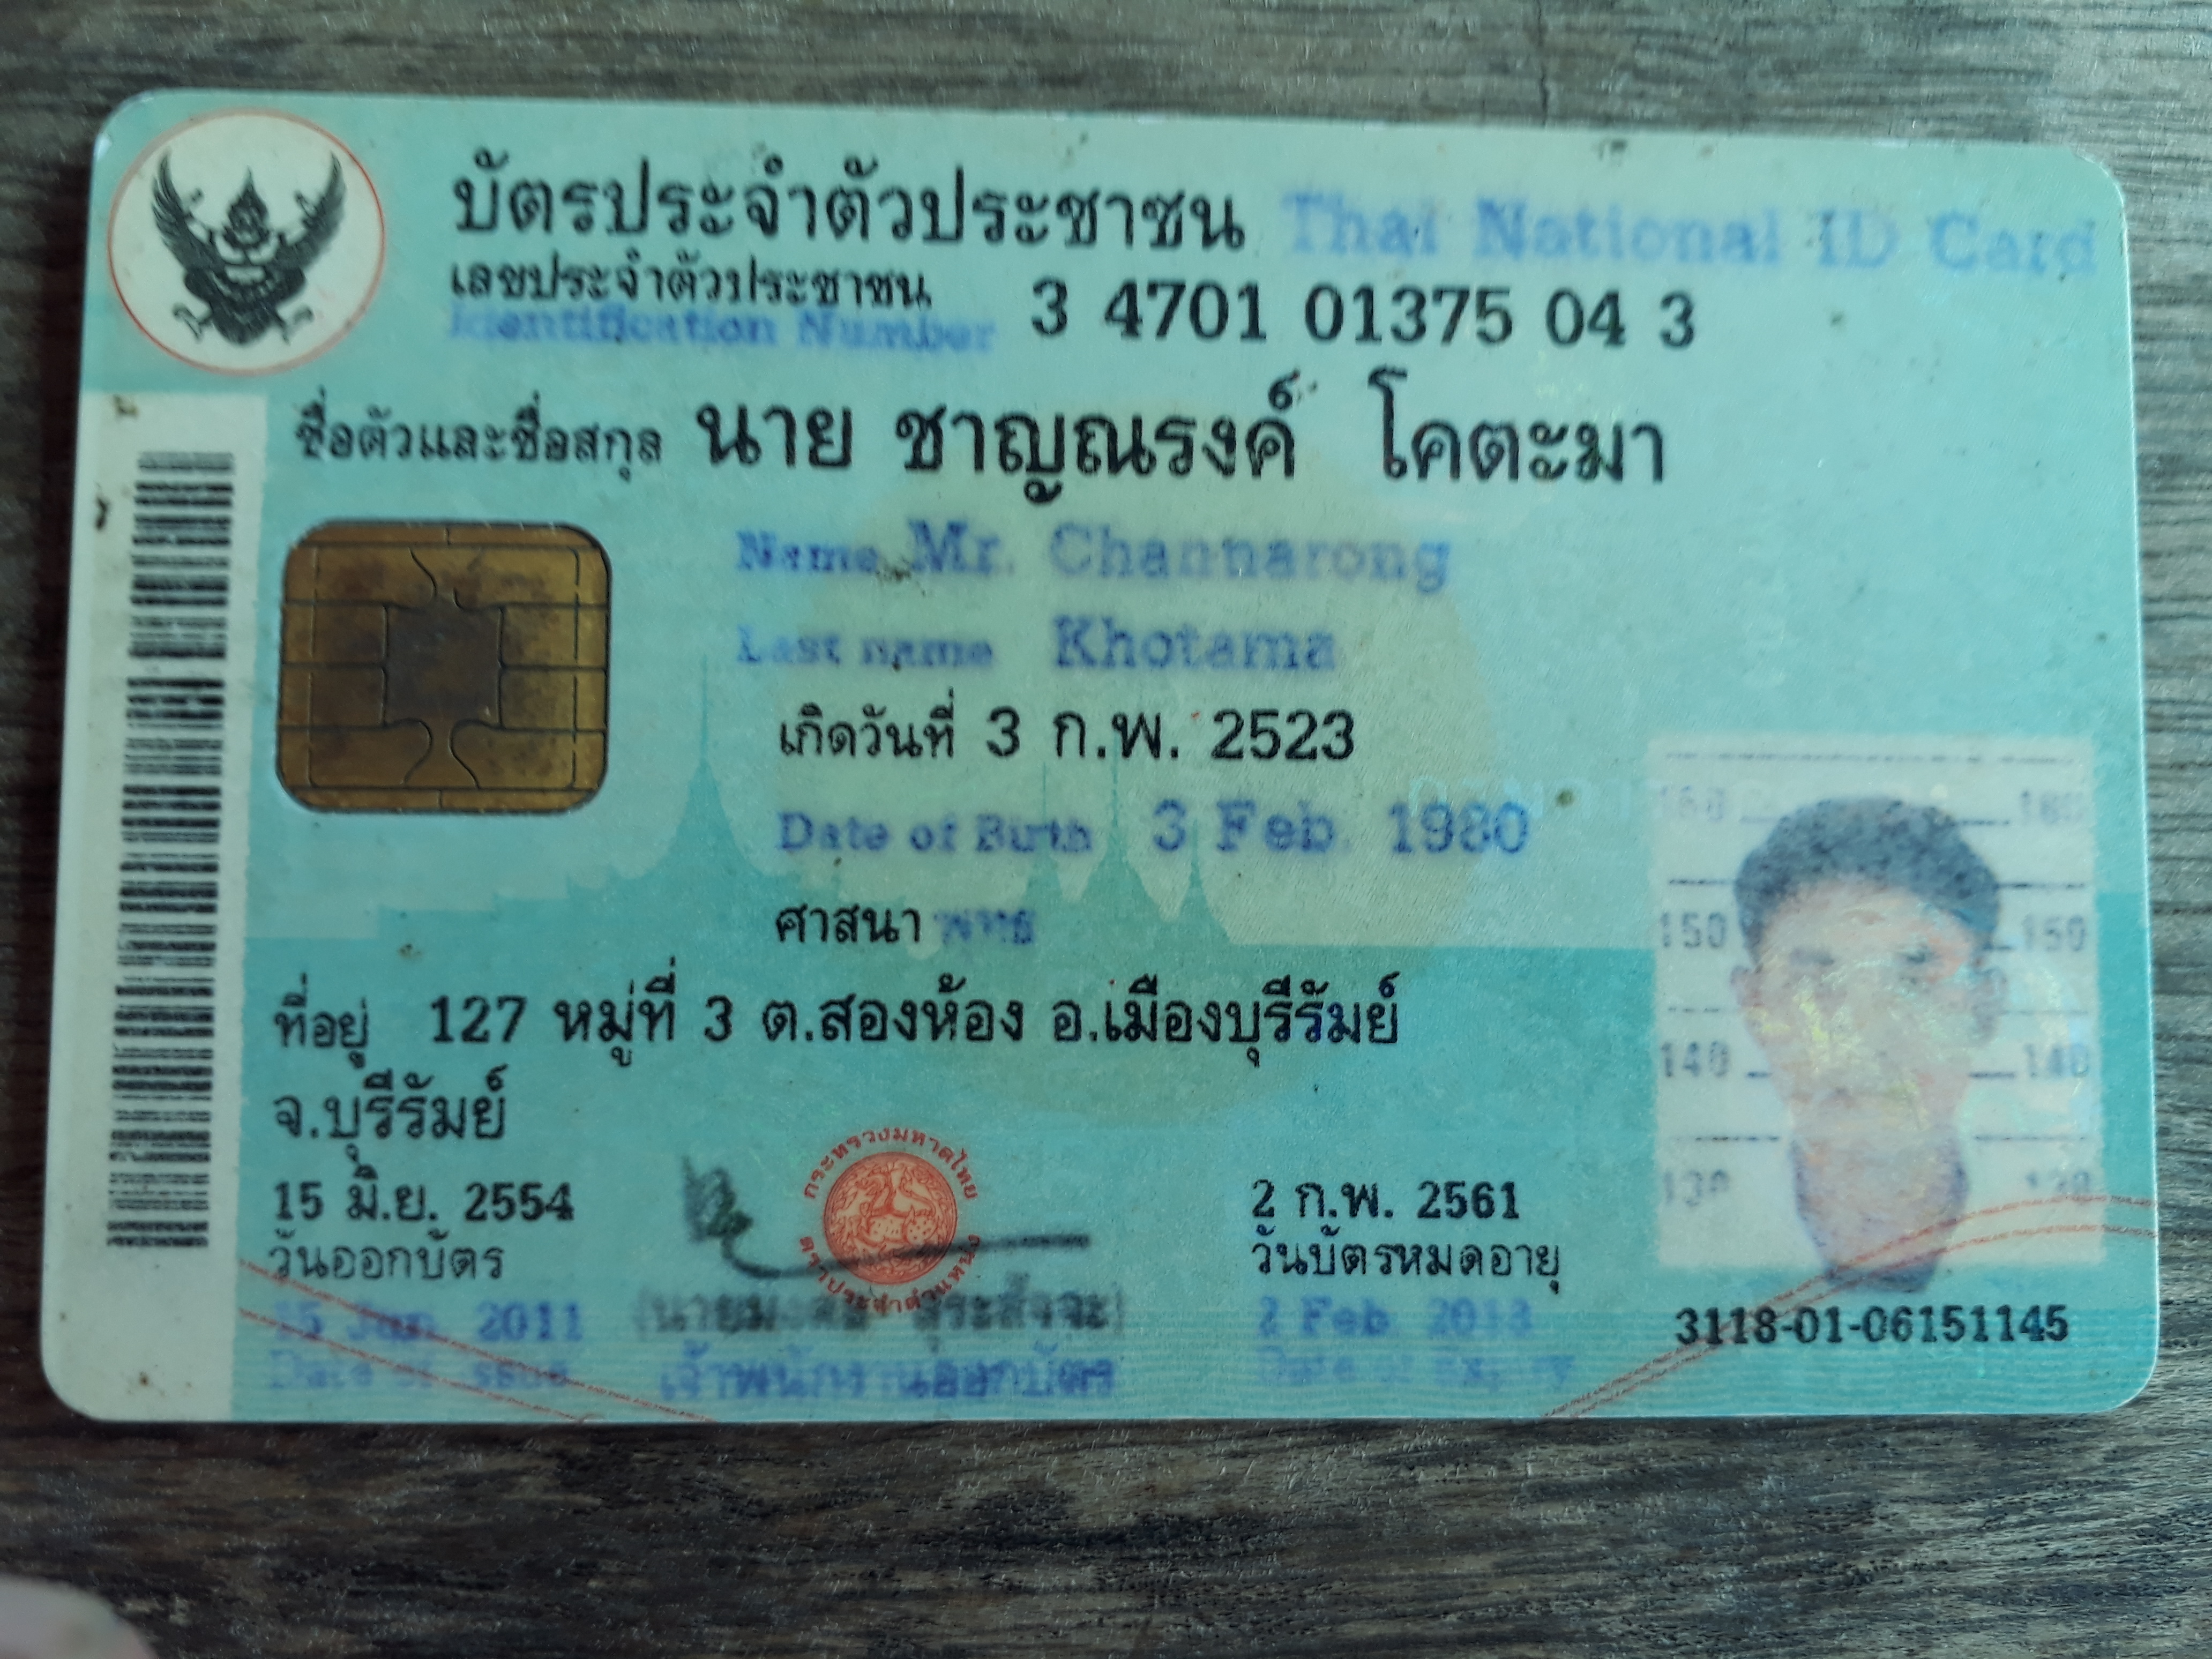 บัตรประจำตัวประชาชน Thai National ID Card
เลขประจำตัวประชาชน 3 4701 01375 04 3
Identification Number
ชื่อตัวและชื่อสกุล นาย ชาญณรงค์ โคตะมา
Name Mr. Channarong
Last name Khotama
เกิดวันที่ 3 ก.พ. 2523
Date of Birth 3 Feb. 1980
ศาสนา พุทธ
ที่อยู่ 127 หมู่ที่ 3 ต.สองห้อง อ.เมืองบุรีรัมย์
จ.บุรีรัมย์
15 มิ.ย. 2554
วันออกบัตร
15 Jun. 2011
Date of Issue
กระทรวงมหาดไทย
ตราประจำตำแหน่ง
เจ้าพนักงานออกบัตร
2 ก.พ. 2561
วันบัตรหมดอายุ
2 Feb. 2018
Date of Expiry
160 160
150 150
140 140
130 130
3118-01-06151145